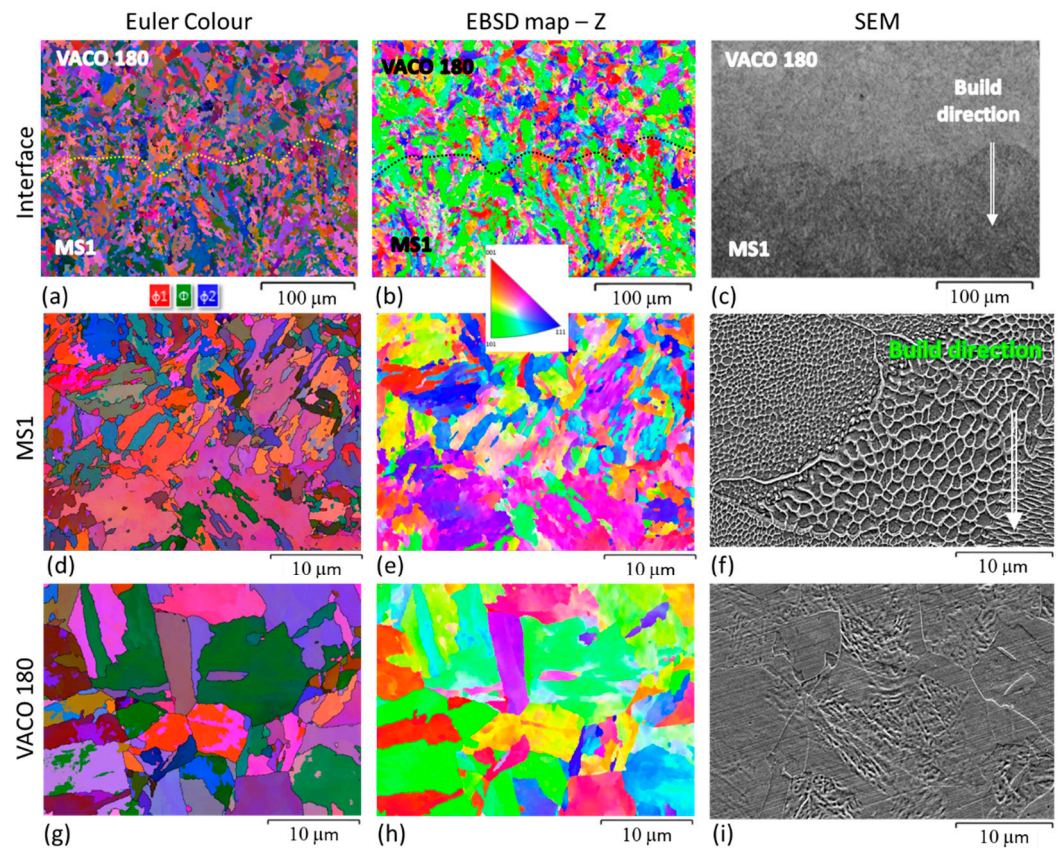 Euler Colour
EBSD map – Z
SEM
Interface
VACO 180
MS1
100 µm
(a)
ϕ1 Φ ϕ2
VACO 180
MS1
100 µm
(b)
001
101
111
VACO 180
Build
direction
MS1
100 µm
(c)
MS1
10 µm
(d)
10 µm
(e)
Build direction
10 µm
(f)
VACO 180
10 µm
(g)
10 µm
(h)
10 µm
(i)